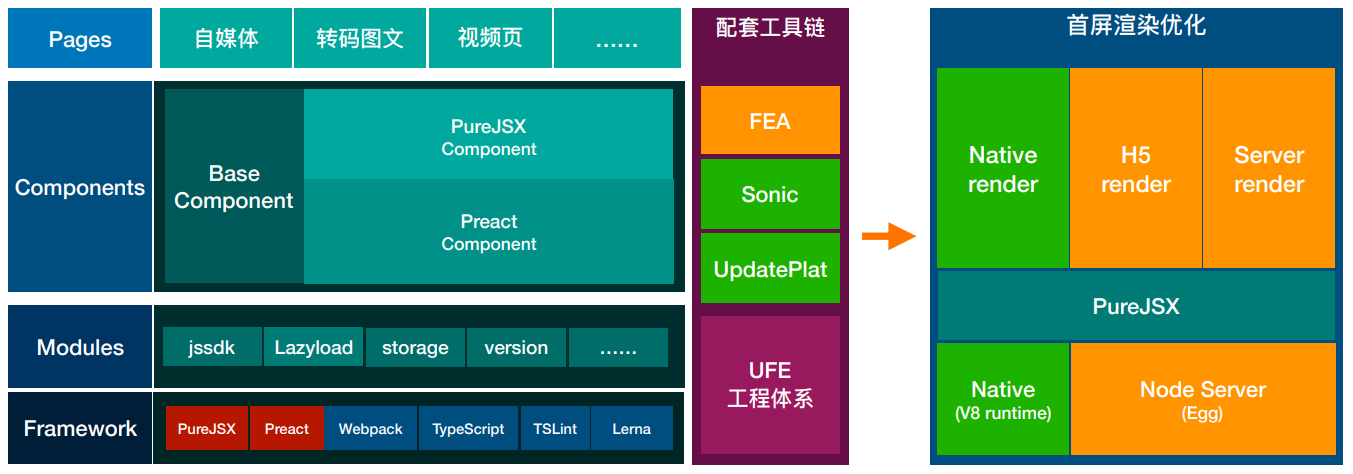 Pages
自媒体
转码图文
视频页
……
Components
Base
Component
PureJSX
Component
Preact
Component
Modules
jssdk
Lazyload
storage
version
……
Framework
PureJSX
Preact
Webpack
TypeScript
TSLint
Lerna
配套工具链
FEA
Sonic
UpdatePlat
UFE
工程体系
首屏渲染优化
Native
render
H5
render
Server
render
PureJSX
Native
(V8 runtime)
Node Server
(Egg)